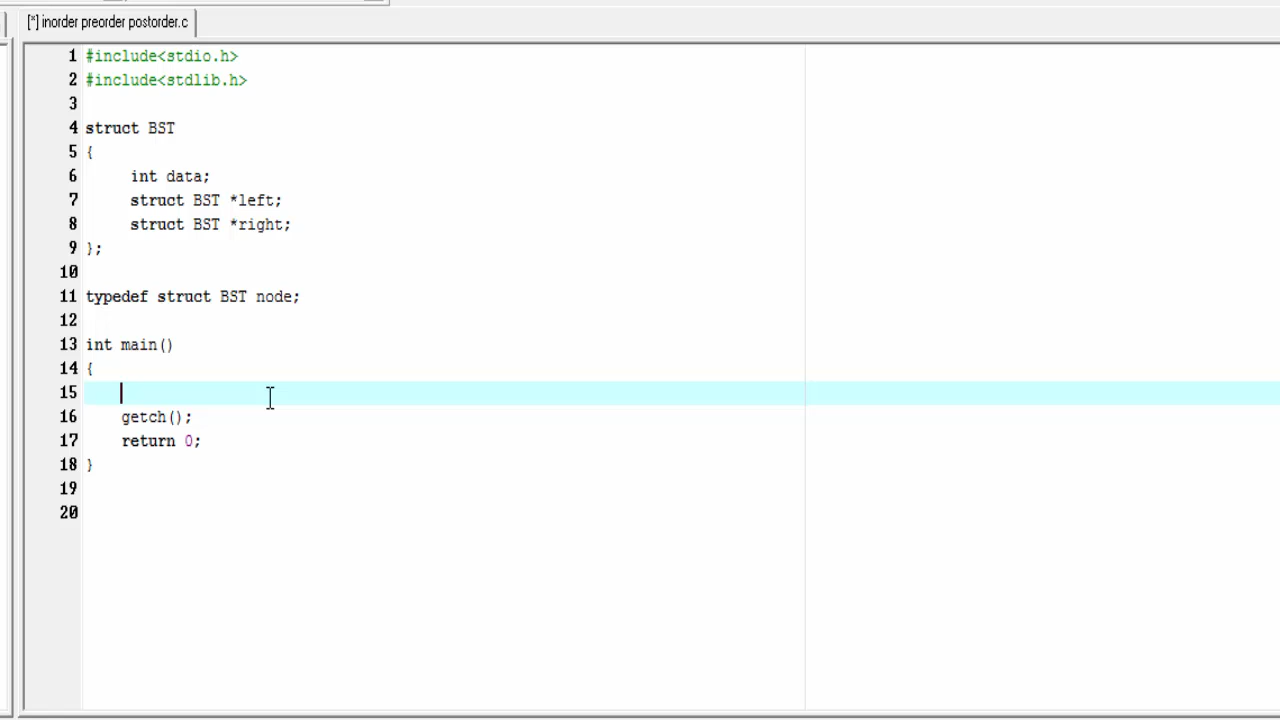 [*] inorder preorder postorder.c
1 #include<stdio.h>
2 #include<stdlib.h>
3
4 struct BST
5 {
6 int data;
7 struct BST *left;
8 struct BST *right;
9 };
10
11 typedef struct BST node;
12
13 int main()
14 {
15
16 getch();
17 return 0;
18 }
19
20